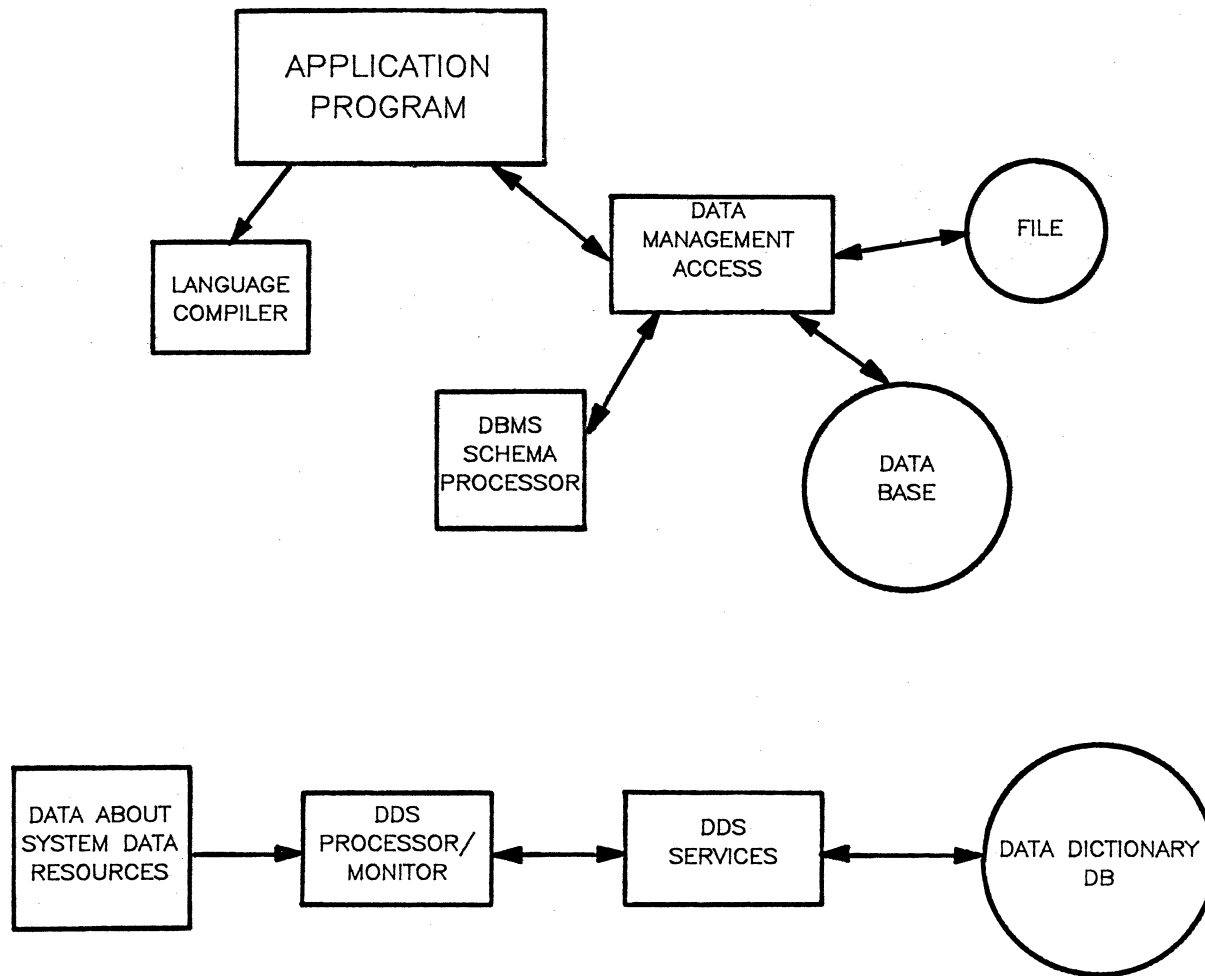 APPLICATION
PROGRAM
LANGUAGE
COMPILER
DATA
MANAGEMENT
ACCESS
FILE
DBMS
SCHEMA
PROCESSOR
DATA
BASE
DATA ABOUT
SYSTEM DATA
RESOURCES
DDS
PROCESSOR/
MONITOR
DDS
SERVICES
DATA DICTIONARY
DB